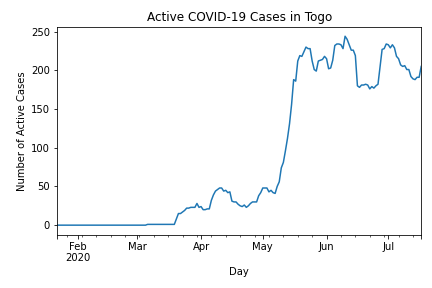 Active COVID-19 Cases in Togo
Number of Active Cases
250
200
150
100
50
0
Feb
2020
Mar
Apr
May
Jun
Jul
Day